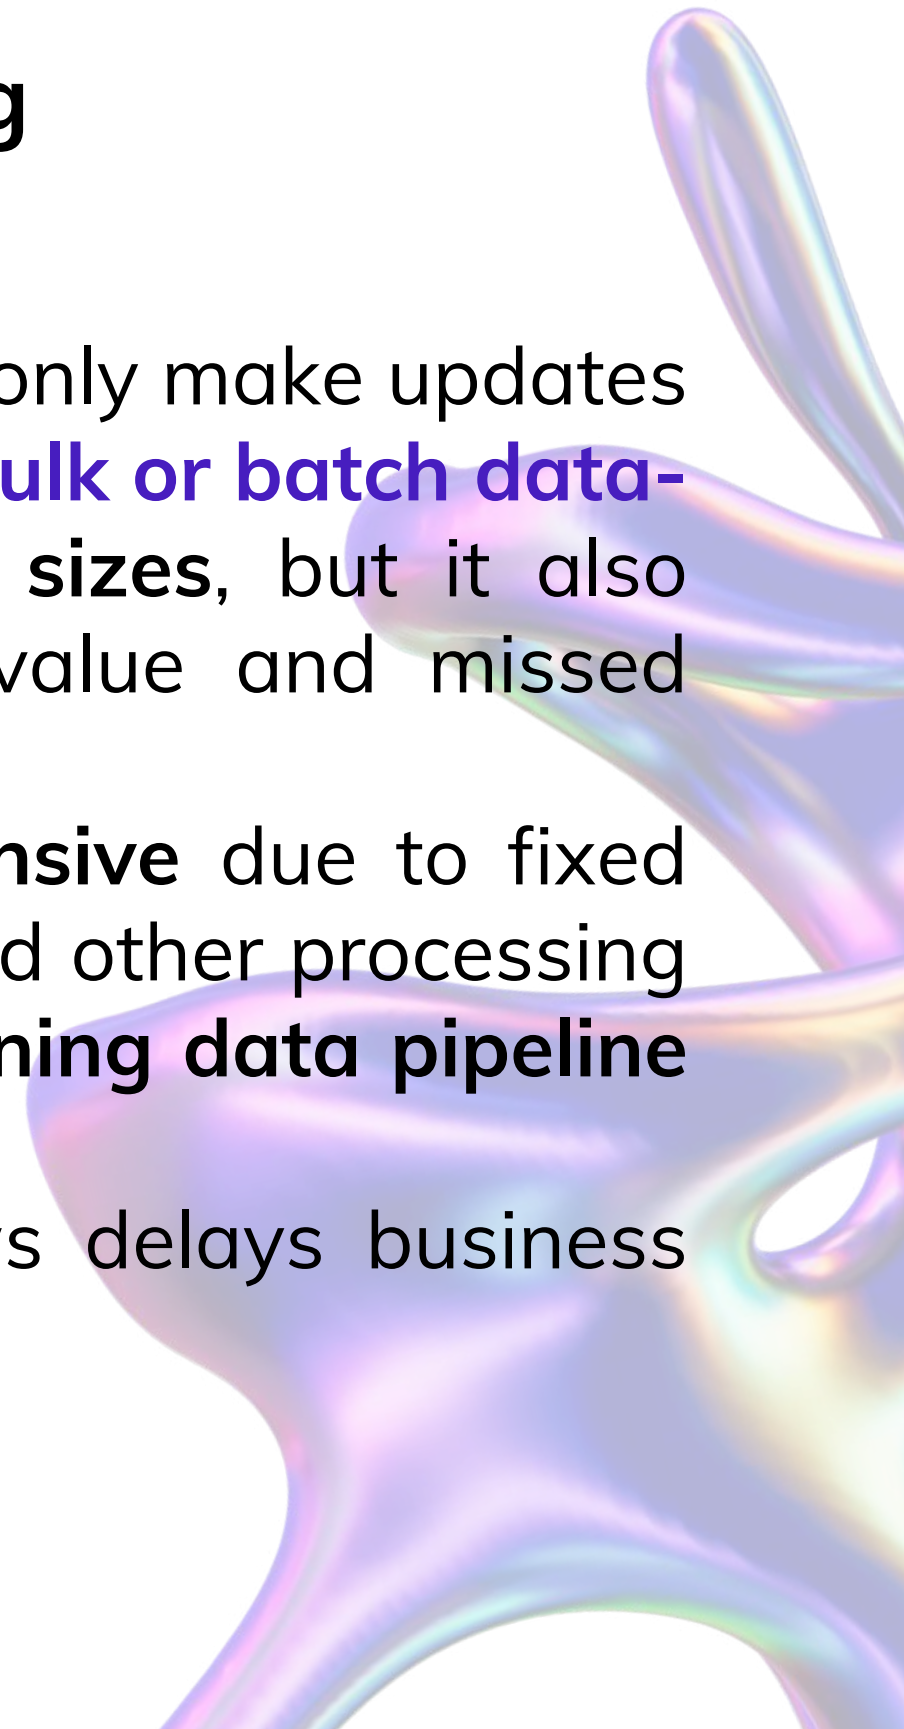 g
only make updates
ulk or batch data-
sizes, but it also
value and missed
nsive due to fixed
d other processing
ning data pipeline
s delays business